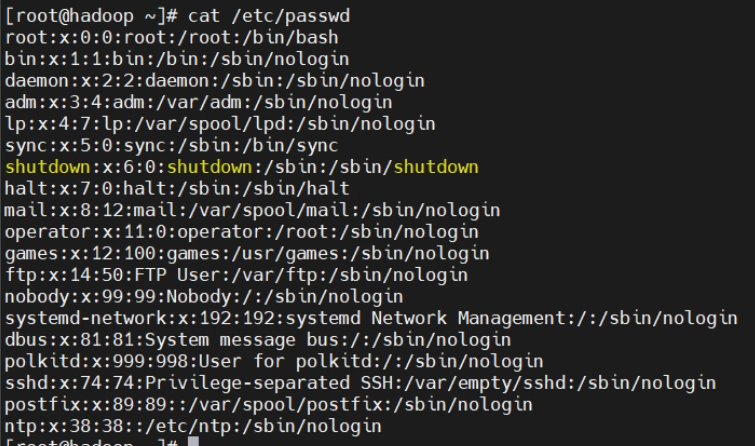 [root@hadoop ~]# cat /etc/passwd
root:x:0:0:root:/root:/bin/bash
bin:x:1:1:bin:/bin:/sbin/nologin
daemon:x:2:2:daemon:/sbin:/sbin/nologin
adm:x:3:4:adm:/var/adm:/sbin/nologin
lp:x:4:7:lp:/var/spool/lpd:/sbin/nologin
sync:x:5:0:sync:/sbin:/bin/sync
shutdown:x:6:0:shutdown:/sbin:/sbin/shutdown
halt:x:7:0:halt:/sbin:/sbin/halt
mail:x:8:12:mail:/var/spool/mail:/sbin/nologin
operator:x:11:0:operator:/root:/sbin/nologin
games:x:12:100:games:/usr/games:/sbin/nologin
ftp:x:14:50:FTP User:/var/ftp:/sbin/nologin
nobody:x:99:99:Nobody:/:/sbin/nologin
systemd-network:x:192:192:systemd Network Management:/:/sbin/nologin
dbus:x:81:81:System message bus:/:/sbin/nologin
polkitd:x:999:998:User for polkitd:/:/sbin/nologin
sshd:x:74:74:Privilege-separated SSH:/var/empty/sshd:/sbin/nologin
postfix:x:89:89::/var/spool/postfix:/sbin/nologin
ntp:x:38:38::/etc/ntp:/sbin/nologin
[root@hadoop ~]#